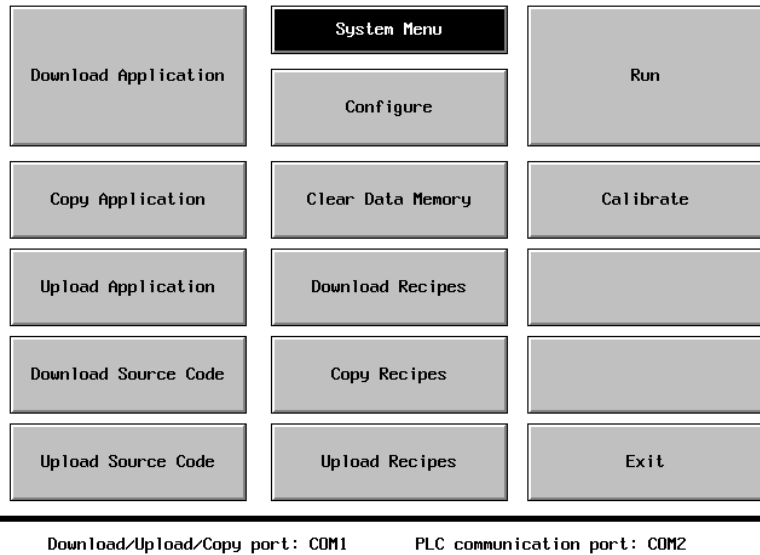 System Menu
Download Application
Configure
Run
Copy Application
Clear Data Memory
Calibrate
Upload Application
Download Recipes
Download Source Code
Copy Recipes
Upload Source Code
Upload Recipes
Exit
Download/Upload/Copy port: COM1 PLC communication port: COM2